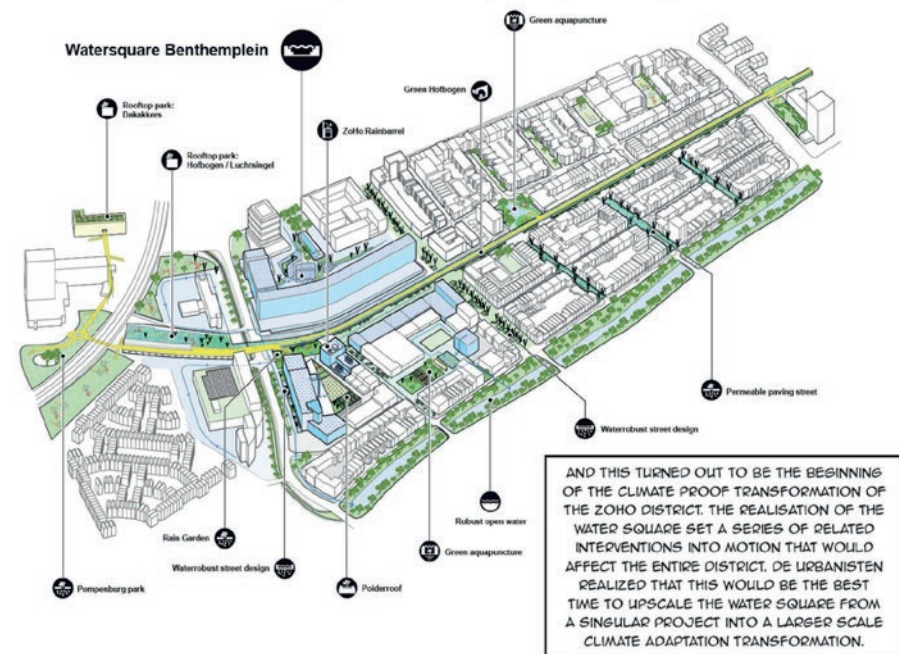 Green aquapuncture
Watersquare Benthemplein
Green Hofbogen
Rooftop park:
Dakakkers
ZoHo Rainbarrel
Rooftop park:
Hofbogen / Luchtsingel
Permeable paving street
Waterrobust street design
Robust open water
Rain Garden
Green aquapuncture
Waterrobust street design
Polderroof
Pompenburg park
AND THIS TURNED OUT TO BE THE BEGINNING
OF THE CLIMATE PROOF TRANSFORMATION OF
THE ZOHO DISTRICT. THE REALISATION OF THE
WATER SQUARE SET A SERIES OF RELATED
INTERVENTIONS INTO MOTION THAT WOULD
AFFECT THE ENTIRE DISTRICT. DE URBANISTEN
REALIZED THAT THIS WOULD BE THE BEST
TIME TO UPSCALE THE WATER SQUARE FROM
A SINGULAR PROJECT INTO A LARGER SCALE
CLIMATE ADAPTATION TRANSFORMATION.